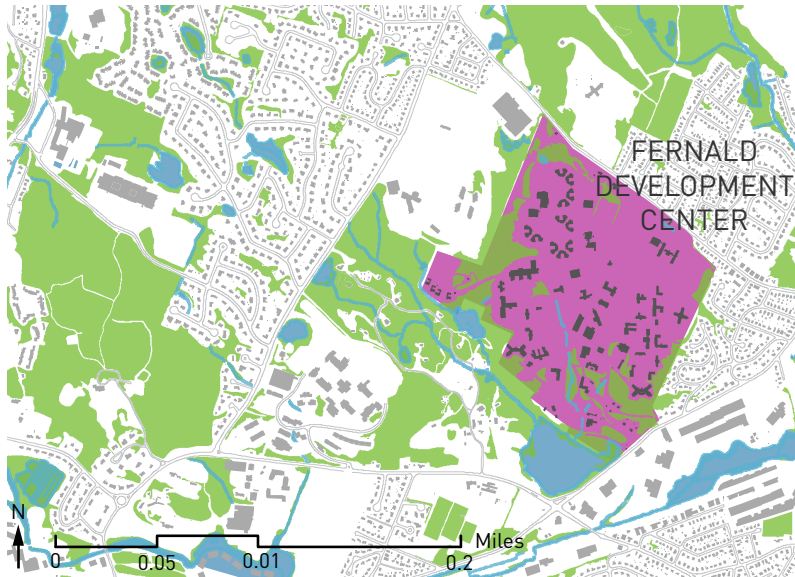 FERNALD
DEVELOPMENT
CENTER
N
Miles
0 0.05 0.01 0.2